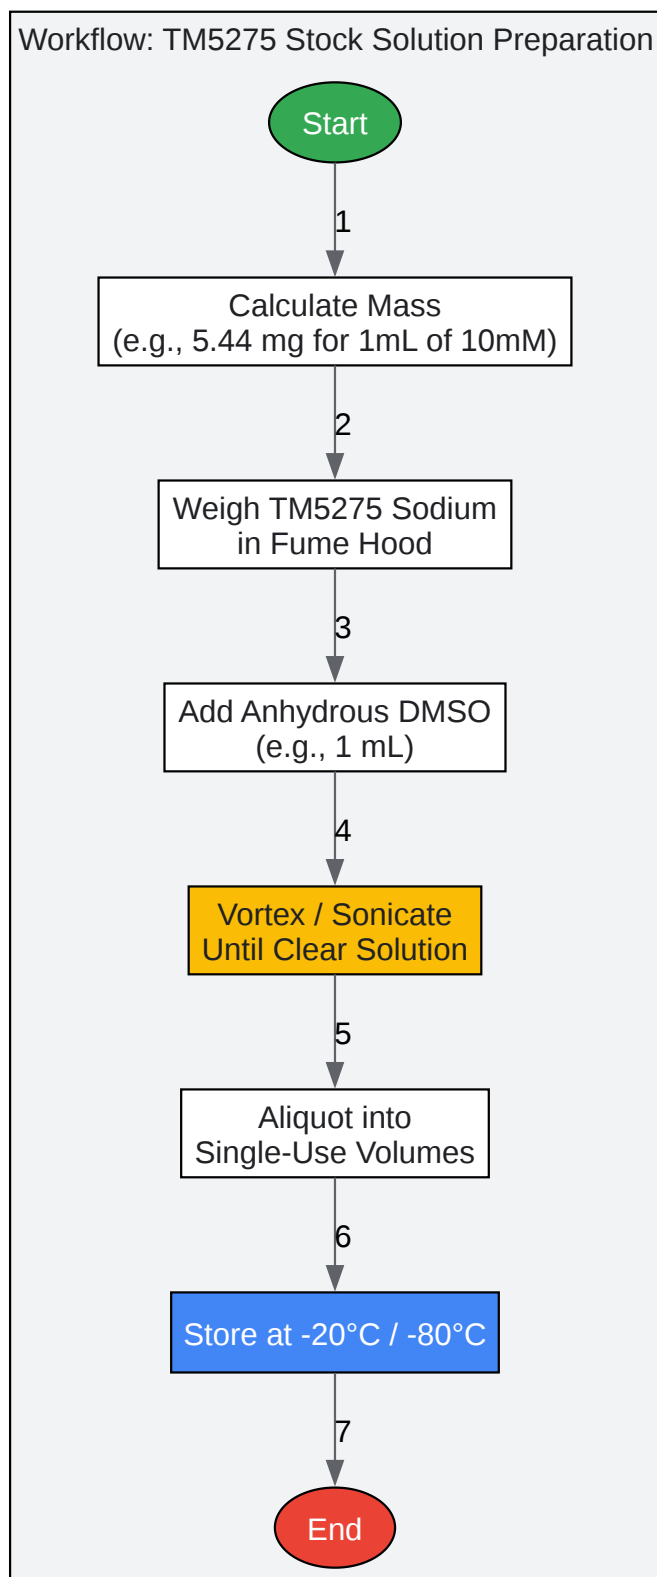 Workflow: TM5275 Stock Solution Preparation
Start
1
Calculate Mass
(e.g., 5.44 mg for 1mL of 10mM)
2
Weigh TM5275 Sodium
in Fume Hood
3
Add Anhydrous DMSO
(e.g., 1 mL)
4
Vortex / Sonicate
Until Clear Solution
5
Aliquot into
Single-Use Volumes
6
Store at -20°C / -80°C
7
End